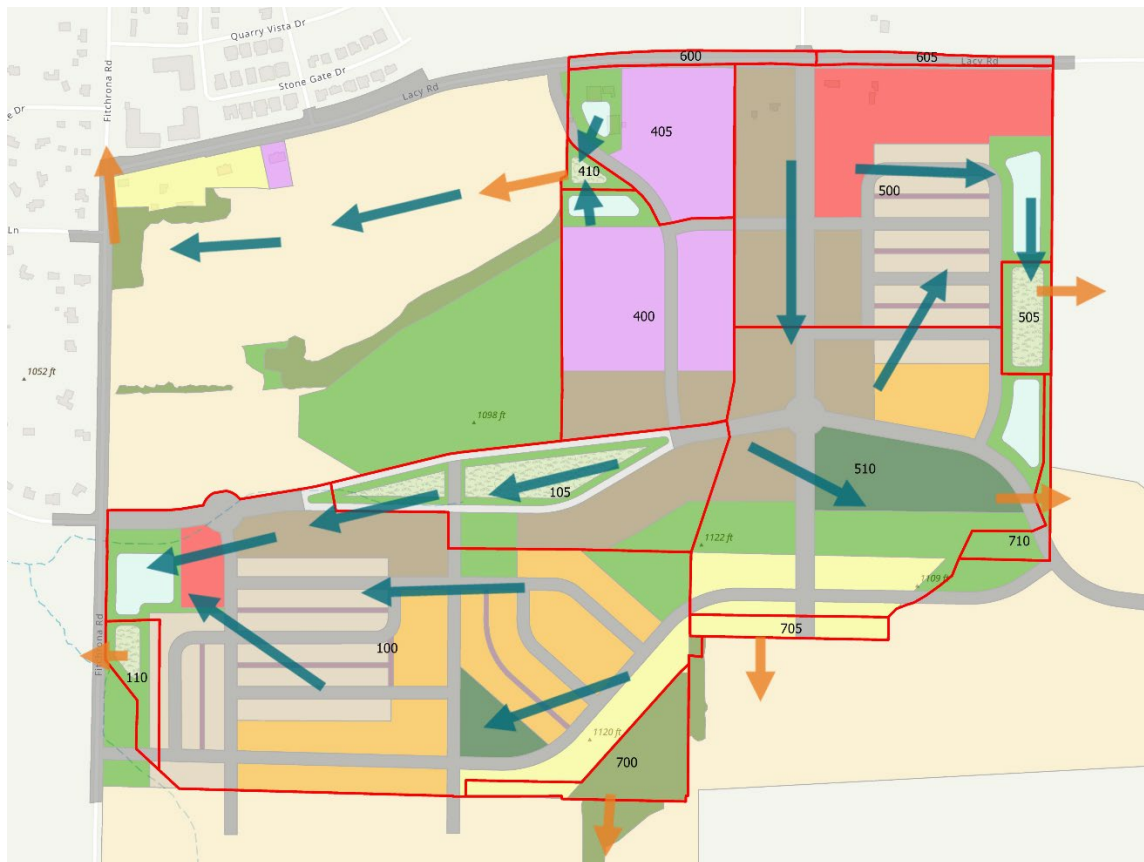 Quarry Vista Dr
Stone Gate Dr
Fitchrona Rd
Lacy Rd
600
605
Lacy Rd
405
410
500
Ln
505
400
1052 ft
1098 ft
510
105
1122 ft
710
1109 ft
705
100
110
Fitchrona Rd
1120 ft
700